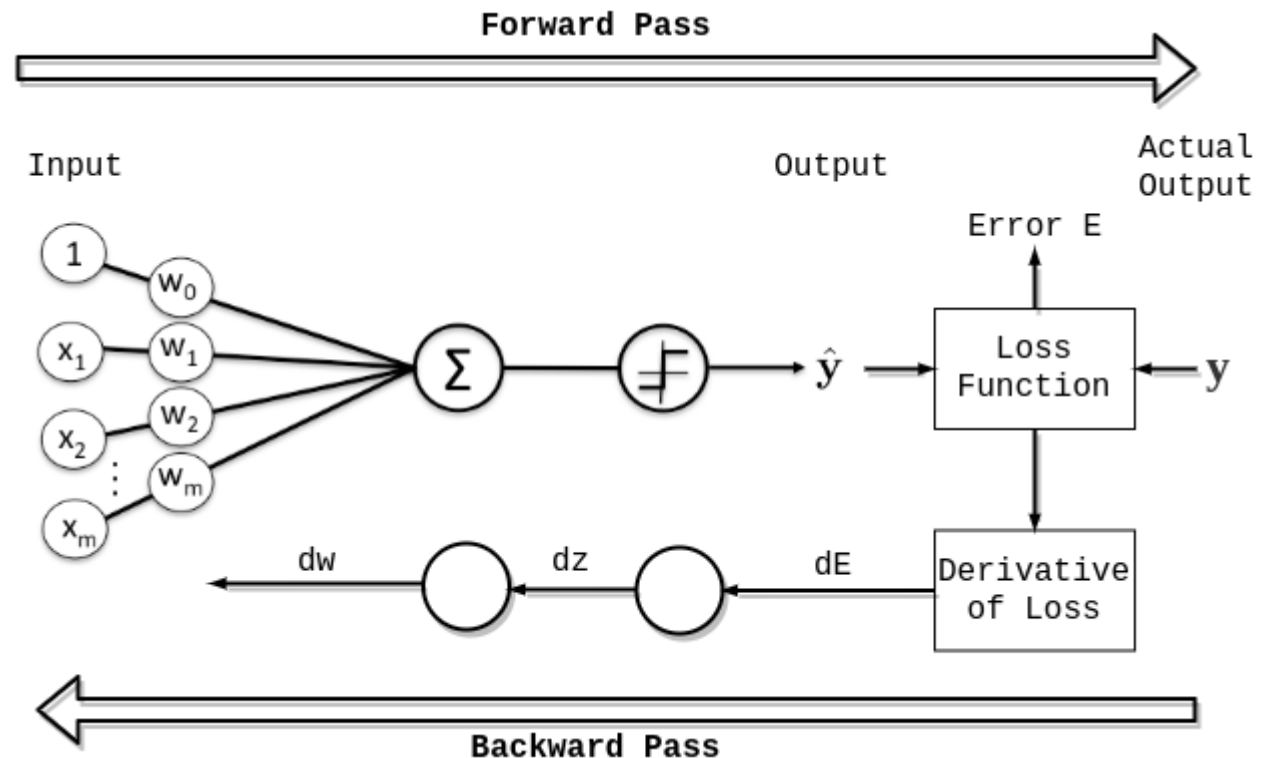 Forward Pass
Input
Output
Actual
Output
Error E
1
w₀
x₁
w₁
x₂
w₂
⋮
xₘ
wₘ
Σ
ŷ
Loss
Function
y
dw
dz
dE
Derivative
of Loss
Backward Pass